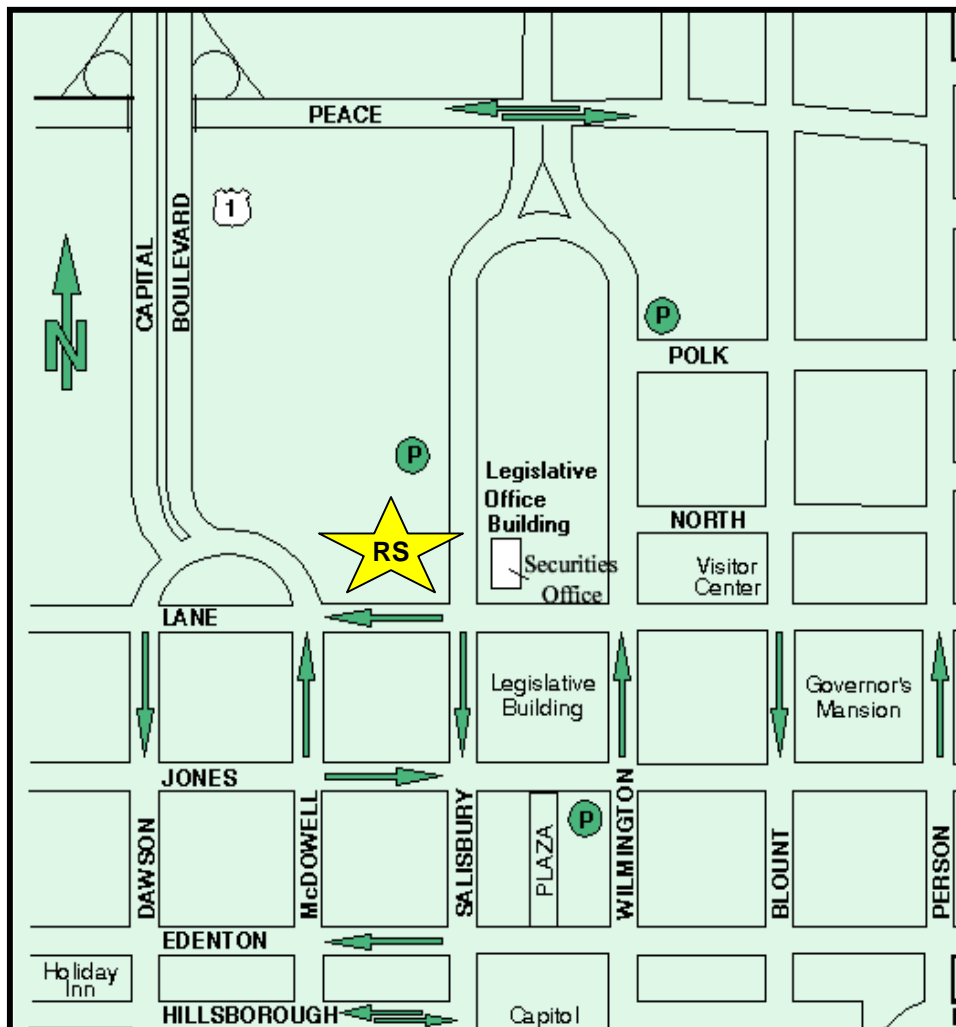 PEACE
1
CAPITAL
BOULEVARD
N
P
POLK
P
Legislative
Office
Building
NORTH
RS
Securities
Office
Visitor
Center
LANE
Legislative
Building
Governor's
Mansion
JONES
DAWSON
McDOWELL
SALISBURY
PLAZA
P
WILMINGTON
BLOUNT
PERSON
EDENTON
Holiday
Inn
HILLSBOROUGH
Capitol